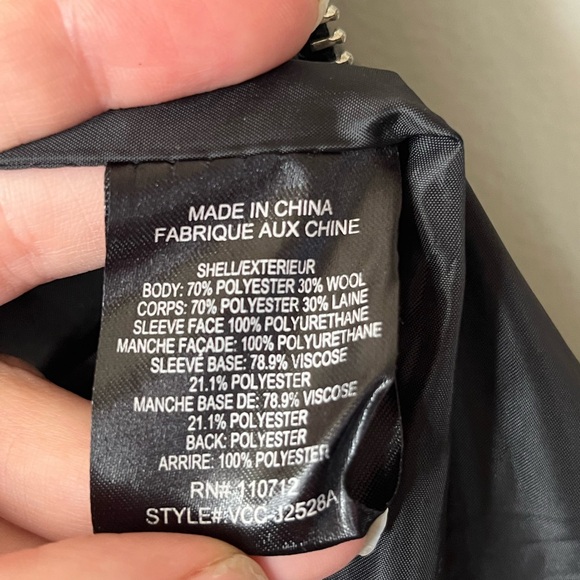 MADE IN CHINA
FABRIQUE AUX CHINE
SHELL/EXTERIEUR
BODY: 70% POLYESTER 30% WOOL
CORPS: 70% POLYESTER 30% LAINE
SLEEVE FACE 100% POLYURETHANE
MANCHE FAÇADE: 100% POLYURETHANE
SLEEVE BASE: 78.9% VISCOSE
21.1% POLYESTER
MANCHE BASE DE: 78.9% VISCOSE
21.1% POLYESTER
BACK: POLYESTER
ARRIRE: 100% POLYESTER
RN# 110712
STYLE# VCC-J2528A